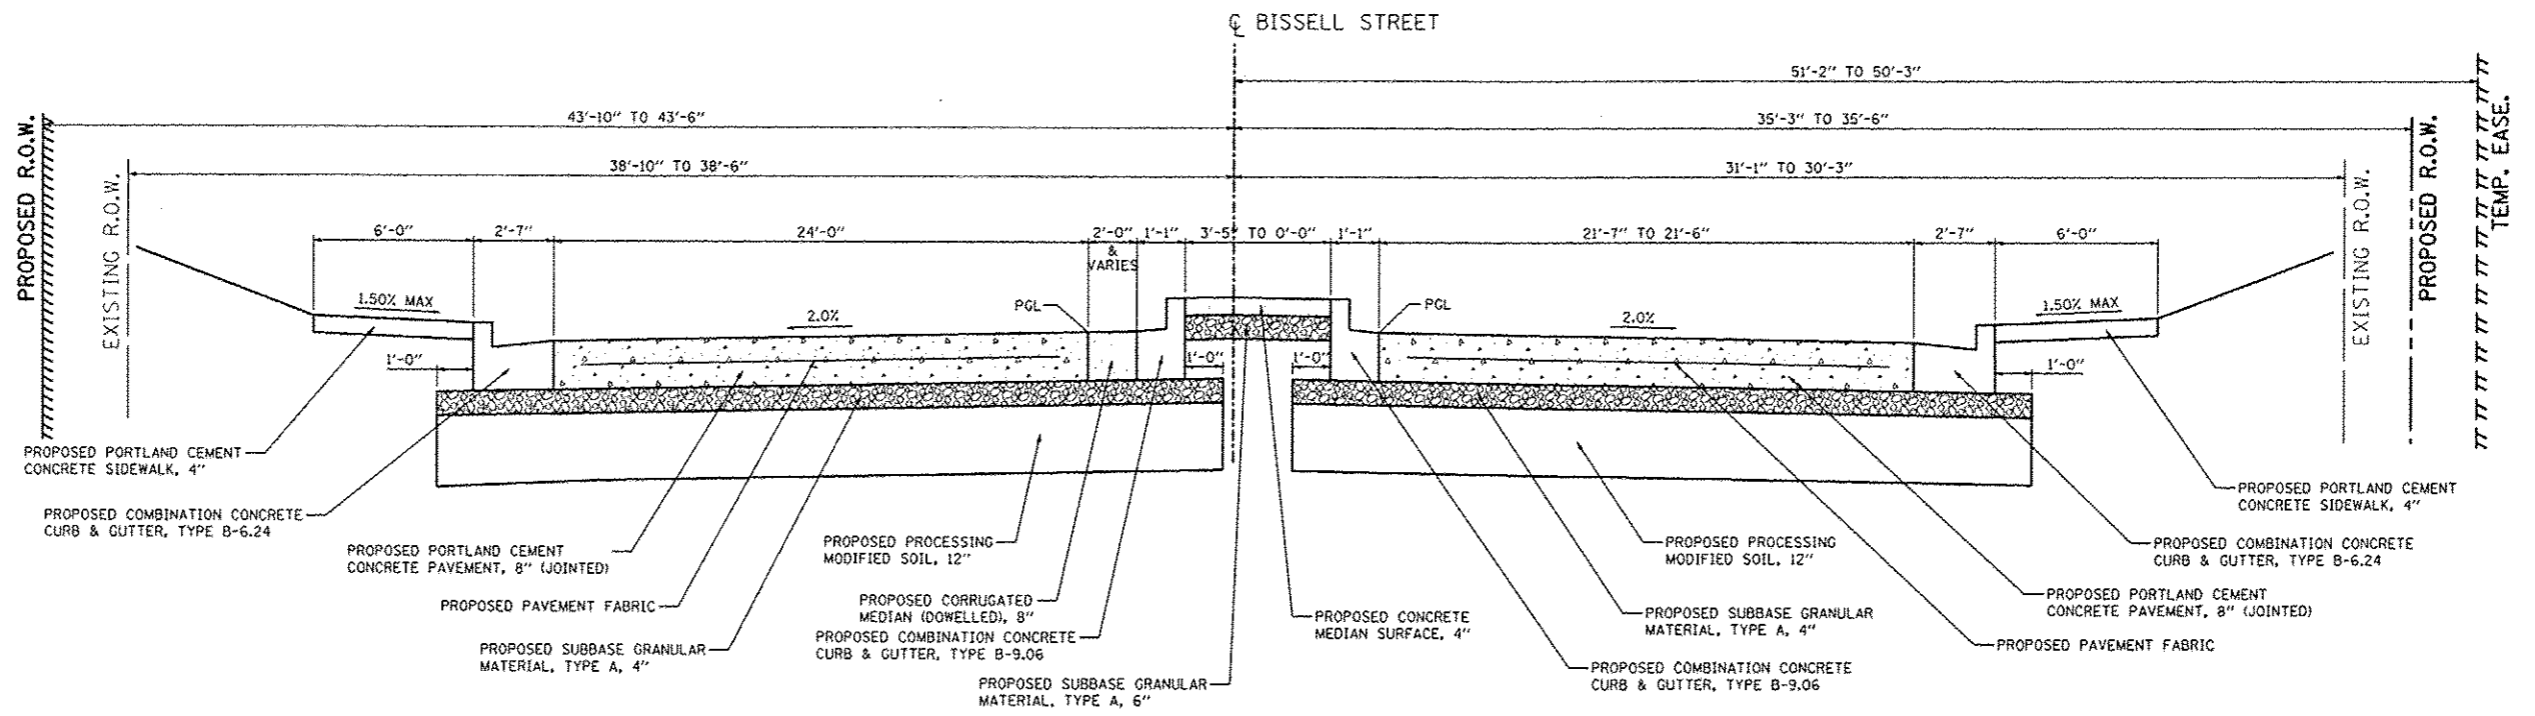 ℄ BISSELL STREET
51'-2" TO 50'-3"
43'-10" TO 43'-6"
35'-3" TO 35'-6"
38'-10" TO 38'-6"
31'-1" TO 30'-3"
PROPOSED R.O.W.
EXISTING R.O.W.
EXISTING R.O.W.
PROPOSED R.O.W.
TEMP. EASE.
6'-0"
2'-7"
24'-0"
2'-0"
&
VARIES
1'-1"
3'-5" TO 0'-0"
1'-1"
21'-7" TO 21'-6"
2'-7"
6'-0"
1.50% MAX
2.0%
PGL
PGL
2.0%
1.50% MAX
1'-0"
1'-0"
1'-0"
1'-0"
PROPOSED PORTLAND CEMENT
CONCRETE SIDEWALK, 4"
PROPOSED COMBINATION CONCRETE
CURB & GUTTER, TYPE B-6.24
PROPOSED PORTLAND CEMENT
CONCRETE PAVEMENT, 8" (JOINTED)
PROPOSED PAVEMENT FABRIC
PROPOSED SUBBASE GRANULAR
MATERIAL, TYPE A, 4"
PROPOSED PROCESSING
MODIFIED SOIL, 12"
PROPOSED CORRUGATED
MEDIAN (DOWELLED), 8"
PROPOSED COMBINATION CONCRETE
CURB & GUTTER, TYPE B-9.06
PROPOSED SUBBASE GRANULAR
MATERIAL, TYPE A, 6"
PROPOSED CONCRETE
MEDIAN SURFACE, 4"
PROPOSED COMBINATION CONCRETE
CURB & GUTTER, TYPE B-9.06
PROPOSED PROCESSING
MODIFIED SOIL, 12"
PROPOSED SUBBASE GRANULAR
MATERIAL, TYPE A, 4"
PROPOSED PAVEMENT FABRIC
PROPOSED PORTLAND CEMENT
CONCRETE PAVEMENT, 8" (JOINTED)
PROPOSED COMBINATION CONCRETE
CURB & GUTTER, TYPE B-6.24
PROPOSED PORTLAND CEMENT
CONCRETE SIDEWALK, 4"